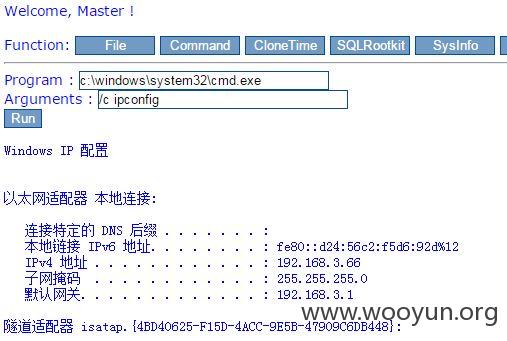 Welcome, Master !
Function: File Command CloneTime SQLRootkit SysInfo
Program : c:\windows\system32\cmd.exe
Arguments : /c ipconfig
Run
Windows IP 配置
以太网适配器 本地连接:
连接特定的 DNS 后缀 . . . . . . . :
本地链接 IPv6 地址. . . . . . . . : fe80::d24:56c2:f5d6:92d%12
IPv4 地址 . . . . . . . . . . . . : 192.168.3.66
子网掩码 . . . . . . . . . . . . : 255.255.255.0
默认网关. . . . . . . . . . . . . : 192.168.3.1
www.wooyun.org
隧道适配器 isatap.{4BD40625-F15D-4ACC-9E5B-47909C6DB448}: